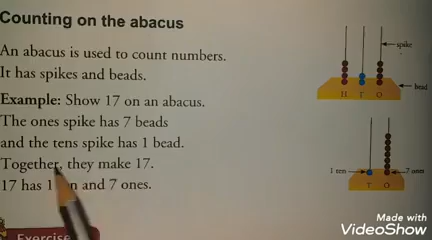 Counting on the abacus
An abacus is used to count numbers.
It has spikes and beads.
Example: Show 17 on an abacus.
The ones spike has 7 beads
and the tens spike has 1 bead.
Together, they make 17.
17 has 1 and 7 ones.
Exercise
spike
bead
H T O
1 ten
7 ones
T O
Made with
VideoShow